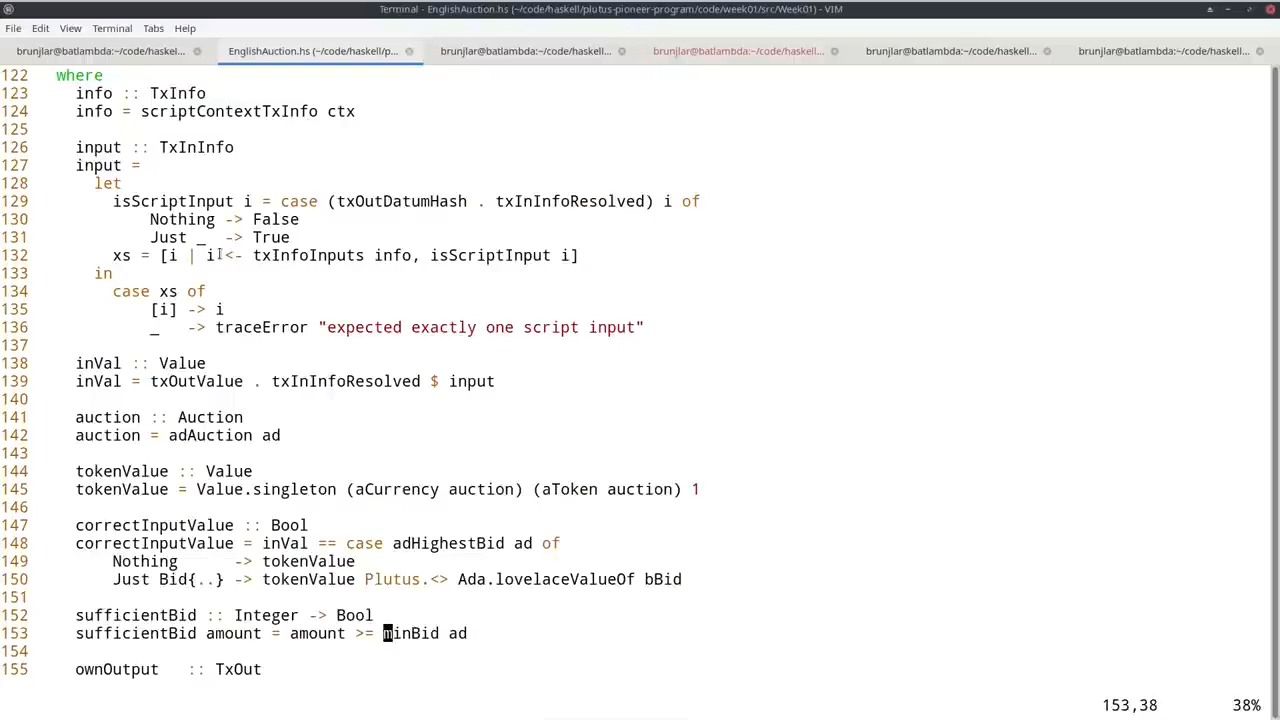 Terminal - EnglishAuction.hs (~/code/haskell/plutus-pioneer-program/code/week01/src/Week01) - VIM
File Edit View Terminal Tabs Help
brunjlar@batlambda:~/code/haskel... EnglishAuction.hs (~/code/haskell/p... brunjlar@batlambda:~/code/haskell... brunjlar@batlambda:~/code/haskell... brunjlar@batlambda:~/code/haskell... brunjlar@batlambda:~/code/haskell...
122   where
123     info :: TxInfo
124     info = scriptContextTxInfo ctx
125
126     input :: TxInInfo
127     input =
128       let
129         isScriptInput i = case (txOutDatumHash . txInInfoResolved) i of
130             Nothing -> False
131             Just _  -> True
132         xs = [i | i <- txInfoInputs info, isScriptInput i]
133       in
134         case xs of
135             [i] -> i
136             _   -> traceError "expected exactly one script input"
137
138     inVal :: Value
139     inVal = txOutValue . txInInfoResolved $ input
140
141     auction :: Auction
142     auction = adAuction ad
143
144     tokenValue :: Value
145     tokenValue = Value.singleton (aCurrency auction) (aToken auction) 1
146
147     correctInputValue :: Bool
148     correctInputValue = inVal == case adHighestBid ad of
149         Nothing      -> tokenValue
150         Just Bid{..} -> tokenValue Plutus.<> Ada.lovelaceValueOf bBid
151
152     sufficientBid :: Integer -> Bool
153     sufficientBid amount = amount >= minBid ad
154
155     ownOutput   :: TxOut
153,38 38%